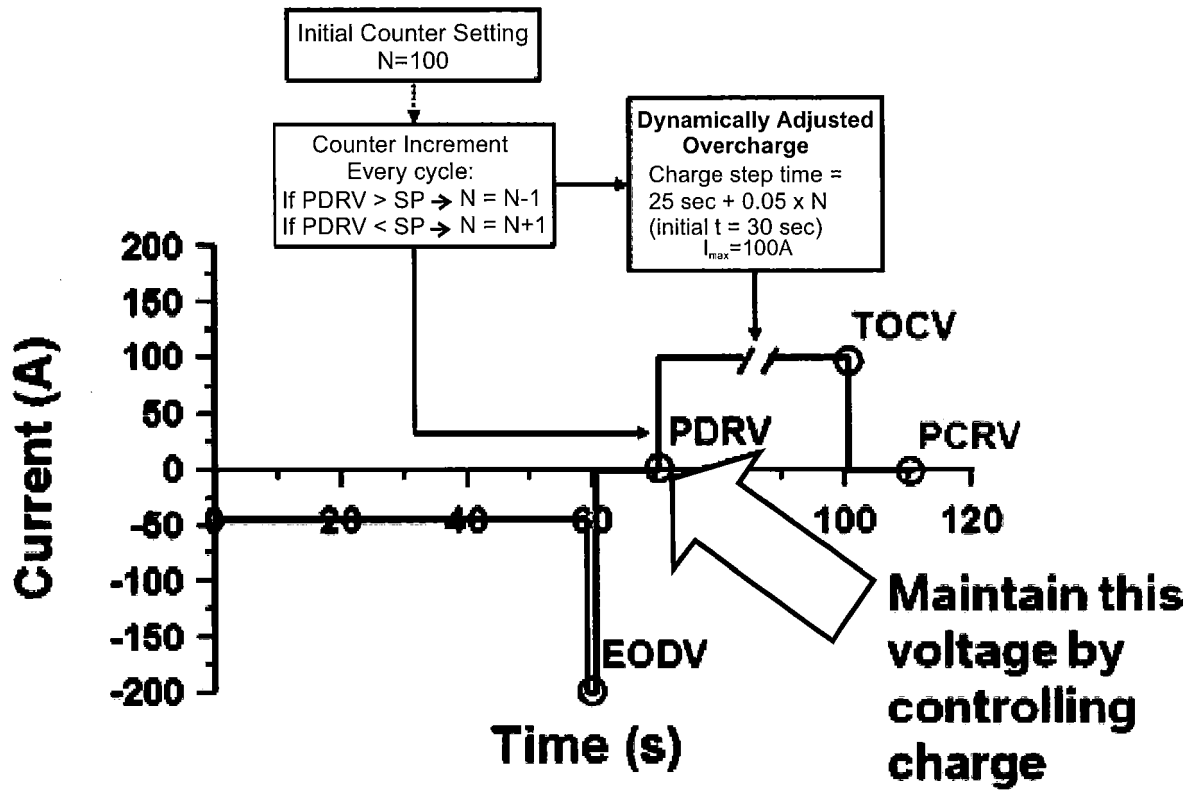 Initial Counter Setting
N=100
Counter Increment
Every cycle:
If PDRV > SP → N = N-1
If PDRV < SP → N = N+1
Dynamically Adjusted
Overcharge
Charge step time =
25 sec + 0.05 x N
(initial t = 30 sec)
Imax=100A
200
150
100
50
0
-50
-100
-150
-200
Current (A)
TOCV
PDRV
PCRV
0 20 40 60 100 120
EODV
Time (s)
Maintain this
voltage by
controlling
charge